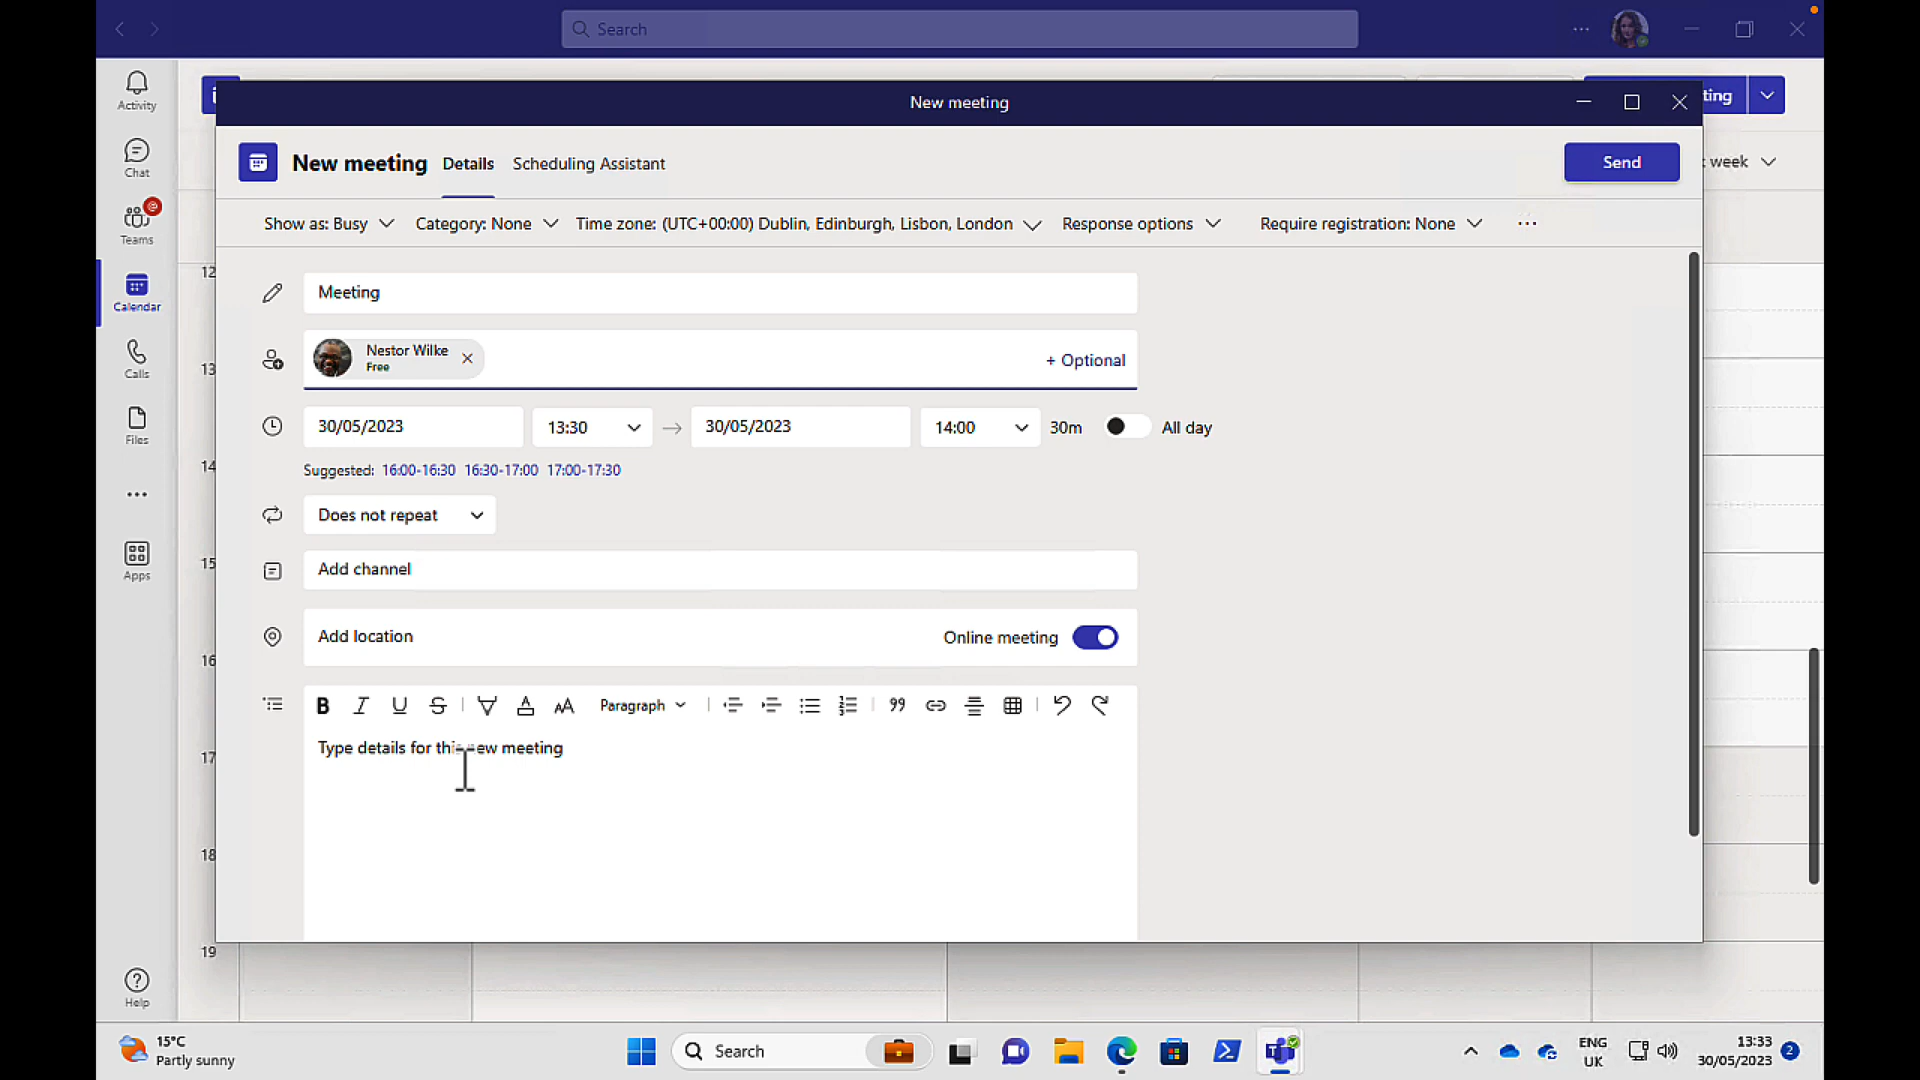 Search
Activity
Chat
Teams
Calendar
Calls
Files
Apps
Help
ting
week
12
13
14
15
16
17
18
19
New meeting
New meeting
Details
Scheduling Assistant
Send
Show as: Busy
Category: None
Time zone: (UTC+00:00) Dublin, Edinburgh, Lisbon, London
Response options
Require registration: None
Meeting
Nestor Wilke
Free
+ Optional
30/05/2023
13:30
30/05/2023
14:00
30m
All day
Suggested: 16:00-16:30 16:30-17:00 17:00-17:30
Does not repeat
Add channel
Add location
Online meeting
Paragraph
Type details for this new meeting
15°C
Partly sunny
Search
ENG
UK
13:33
30/05/2023
2